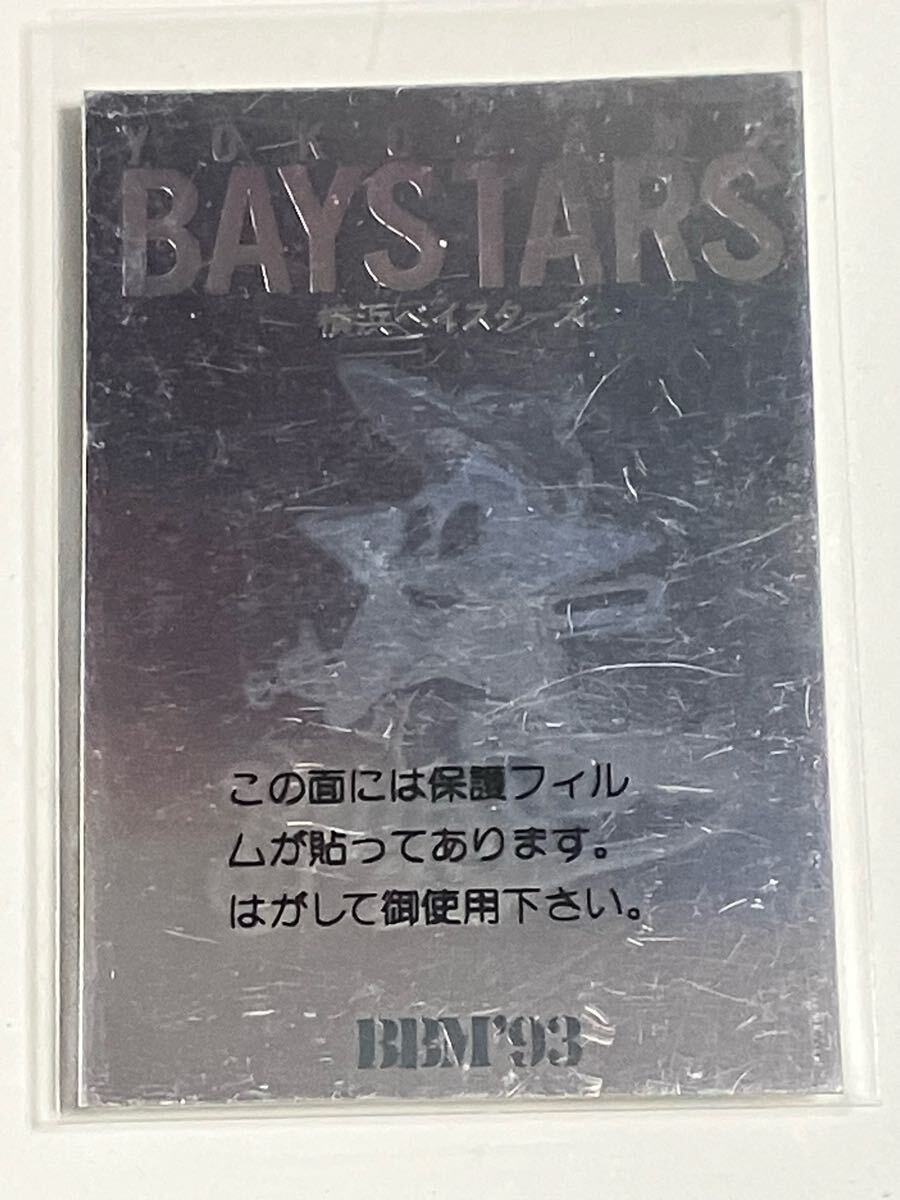 YOKOHAMA
BAYSTARS
横浜ベイスターズ
この面には保護フィル
ムが貼ってあります。
はがして御使用下さい。
BBM'93